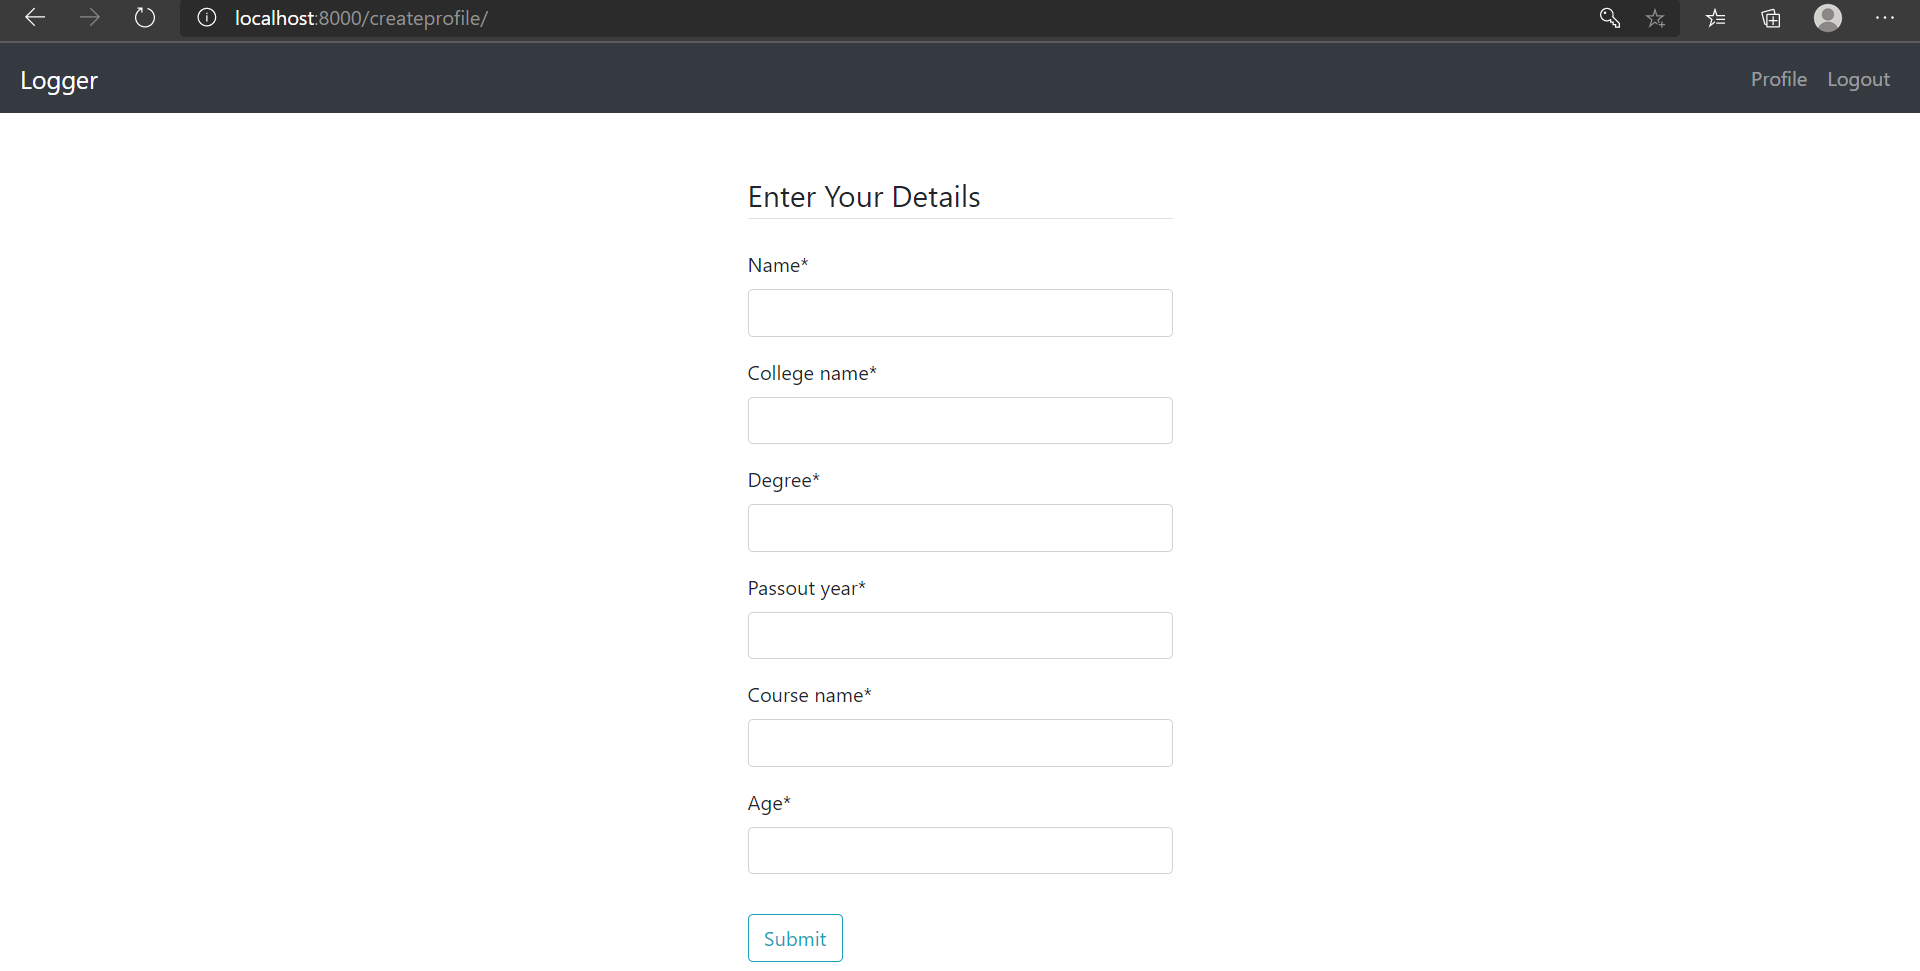 localhost:8000/createprofile/
Logger
Profile Logout
Enter Your Details
Name*
College name*
Degree*
Passout year*
Course name*
Age*
Submit